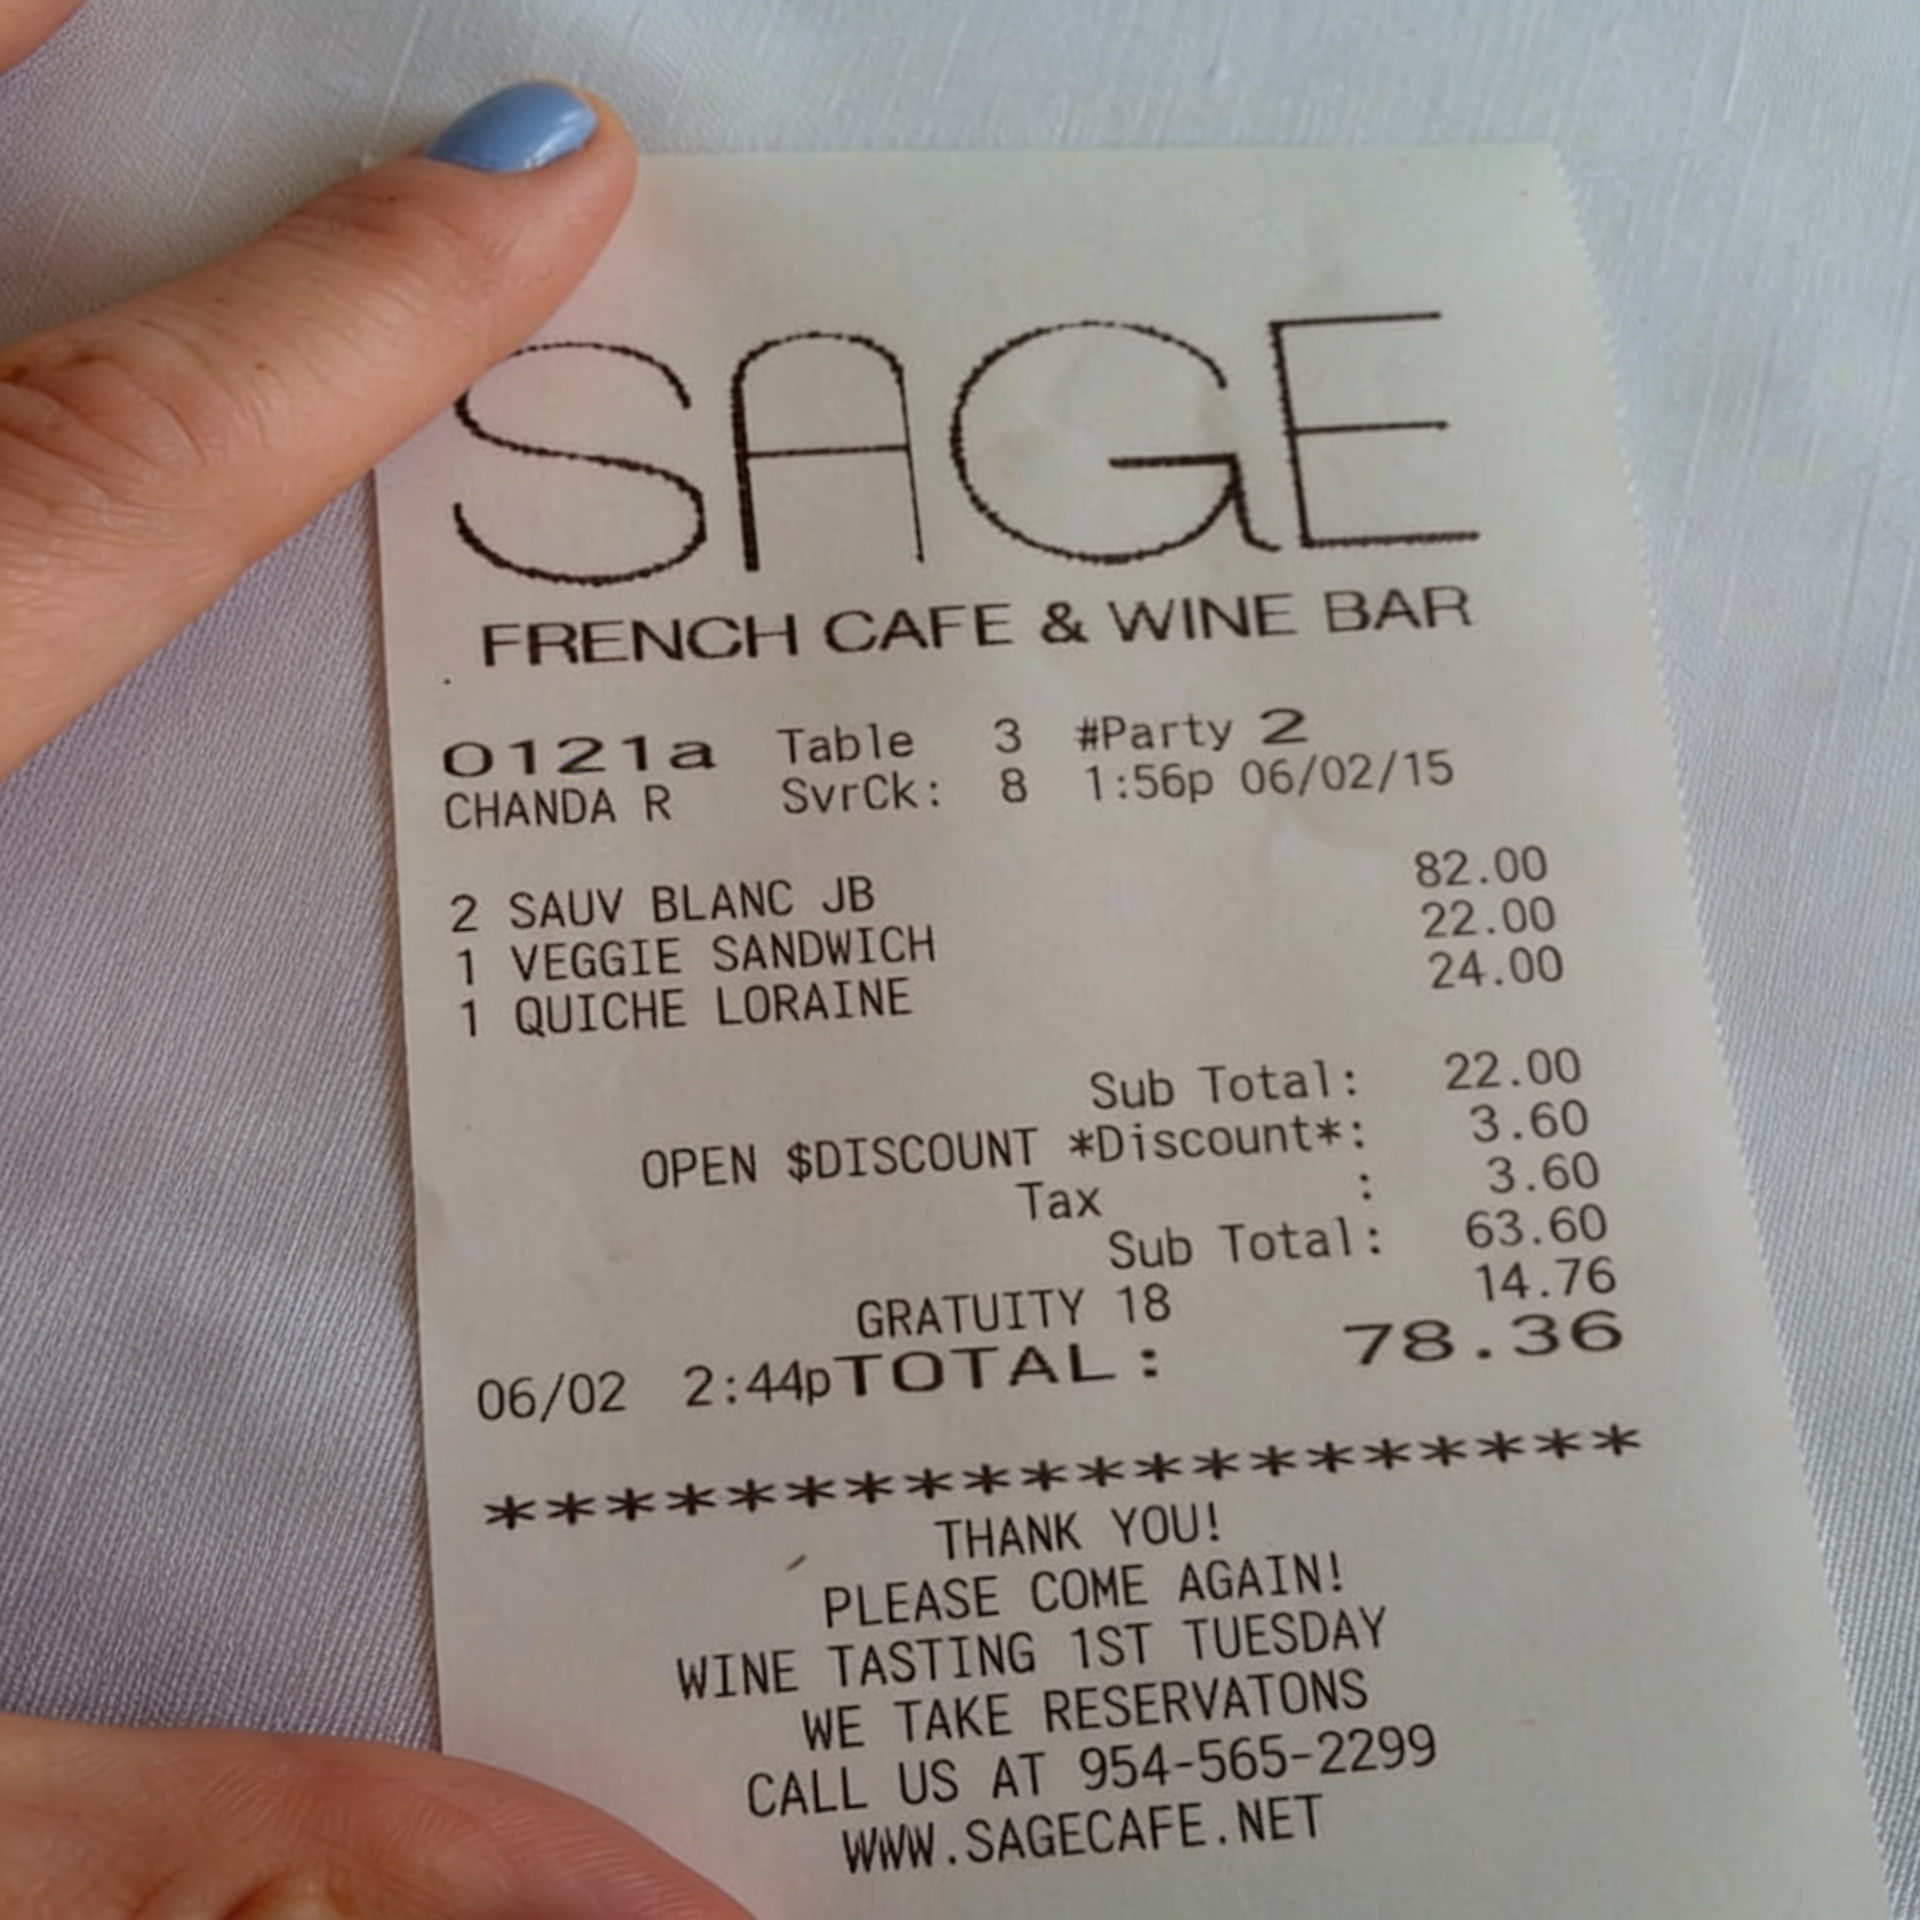 SAGE
FRENCH CAFE & WINE BAR
0121a Table 3 #Party 2
CHANDA R SvrCk: 8 1:56p 06/02/15
2 SAUV BLANC JB 82.00
1 VEGGIE SANDWICH 22.00
1 QUICHE LORAINE 24.00
Sub Total: 22.00
OPEN $DISCOUNT *Discount*: 3.60
Tax : 3.60
Sub Total: 63.60
GRATUITY 18 14.76
06/02 2:44pTOTAL: 78.36
********************
THANK YOU!
PLEASE COME AGAIN!
WINE TASTING 1ST TUESDAY
WE TAKE RESERVATONS
CALL US AT 954-565-2299
WWW.SAGECAFE.NET